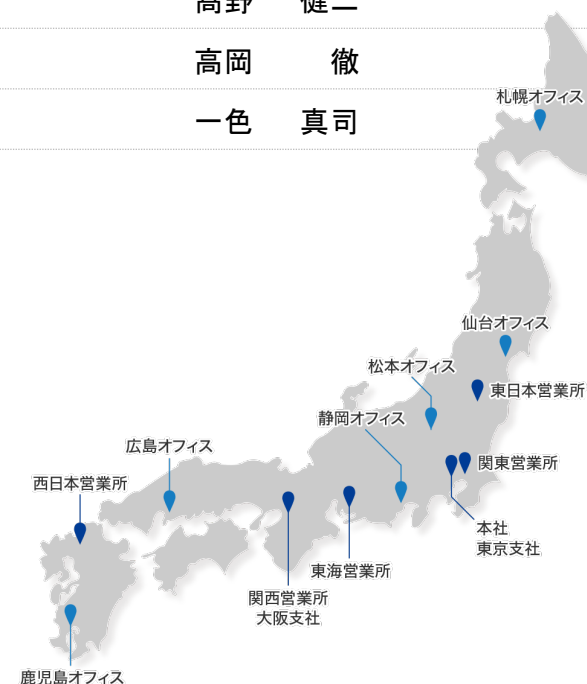 高野 健二
高岡 徹
一色 真司
札幌オフィス
仙台オフィス
松本オフィス
東日本営業所
静岡オフィス
広島オフィス
関東営業所
西日本営業所
本社
東京支社
東海営業所
関西営業所
大阪支社
鹿児島オフィス